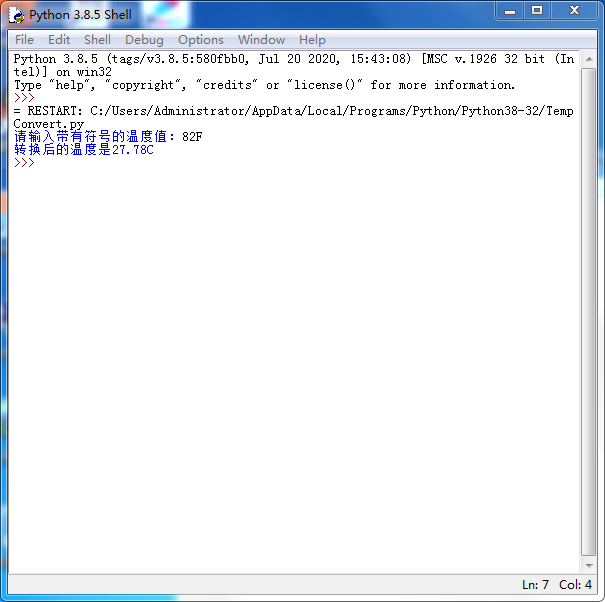 Python 3.8.5 Shell
File Edit Shell Debug Options Window Help
Python 3.8.5 (tags/v3.8.5:580fbb0, Jul 20 2020, 15:43:08) [MSC v.1926 32 bit (In
tel)] on win32
Type "help", "copyright", "credits" or "license()" for more information.
>>>
= RESTART: C:/Users/Administrator/AppData/Local/Programs/Python/Python38-32/Temp
Convert.py
请输入带有符号的温度值: 82F
转换后的温度是27.78C
>>>
Ln: 7 Col: 4